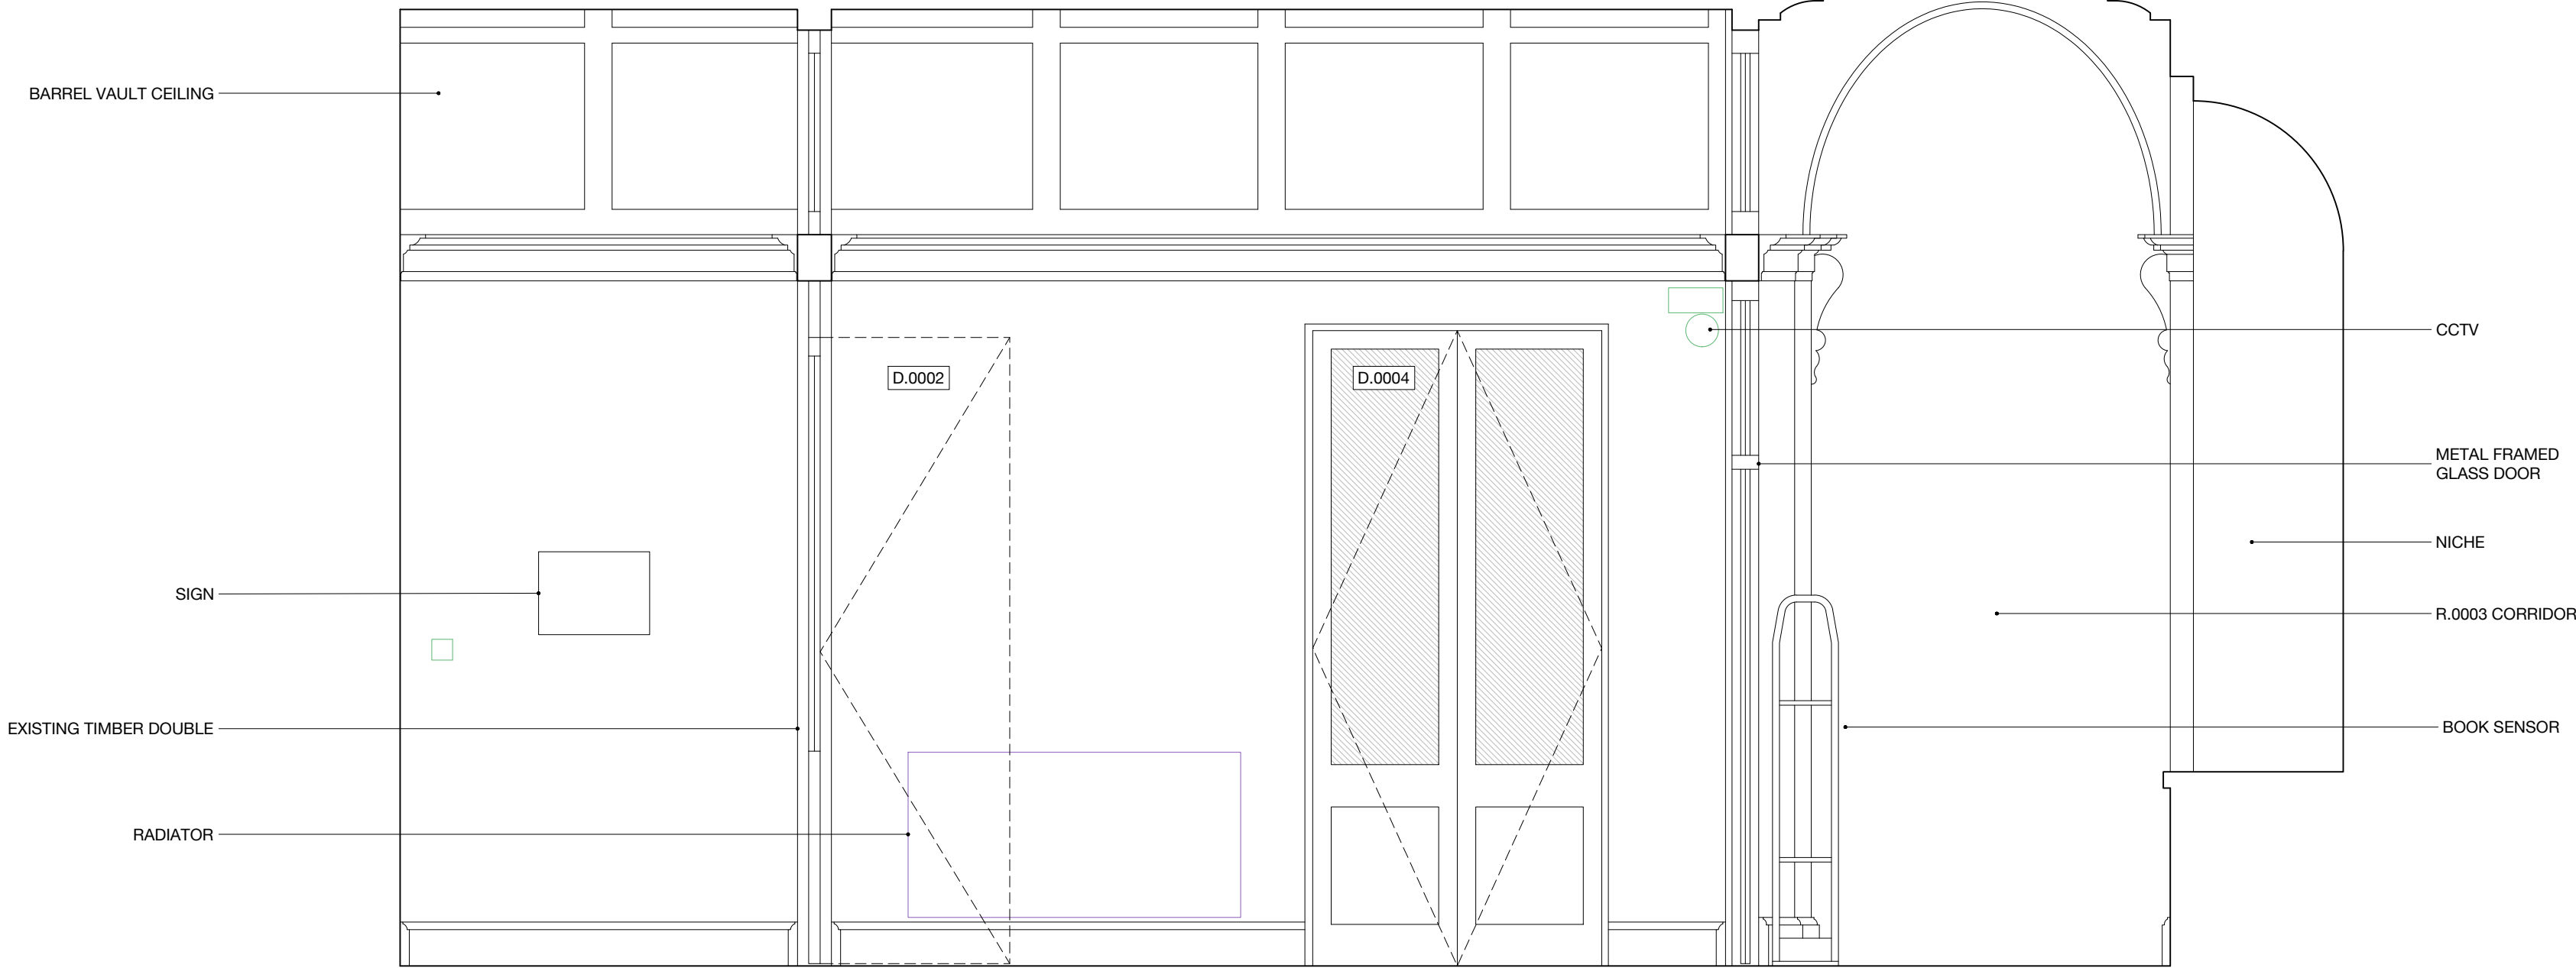 BARREL VAULT CEILING
CCTV
D.0002
D.0004
METAL FRAMED
GLASS DOOR
NICHE
SIGN
R.0003 CORRIDOR
EXISTING TIMBER DOUBLE
BOOK SENSOR
RADIATOR